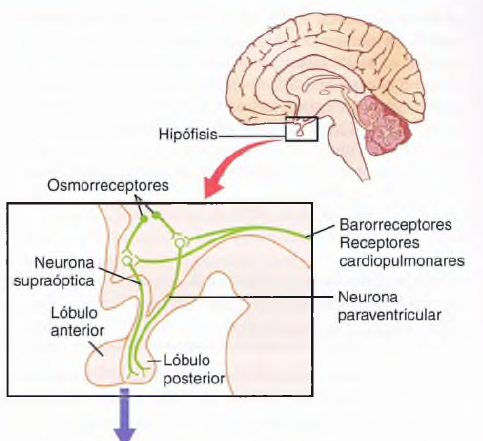 Hipófisis
Osmorreceptores
Barorreceptores
Receptores
cardiopulmonares
Neurona
supraóptica
Neurona
paraventricular
Lóbulo
anterior
Lóbulo
posterior